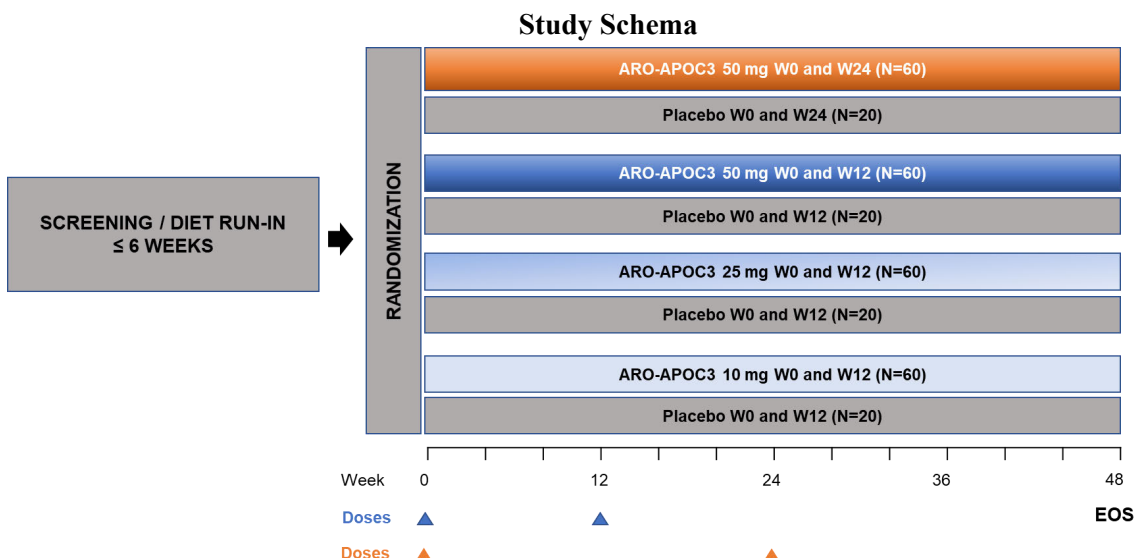 Study Schema
ARO-APOC3 50 mg W0 and W24 (N=60)
Placebo W0 and W24 (N=20)
ARO-APOC3 50 mg W0 and W12 (N=60)
Placebo W0 and W12 (N=20)
ARO-APOC3 25 mg W0 and W12 (N=60)
Placebo W0 and W12 (N=20)
ARO-APOC3 10 mg W0 and W12 (N=60)
Placebo W0 and W12 (N=20)
SCREENING / DIET RUN-IN
≤ 6 WEEKS
RANDOMIZATION
Week 0 12 24 36 48
Doses
EOS
Doses